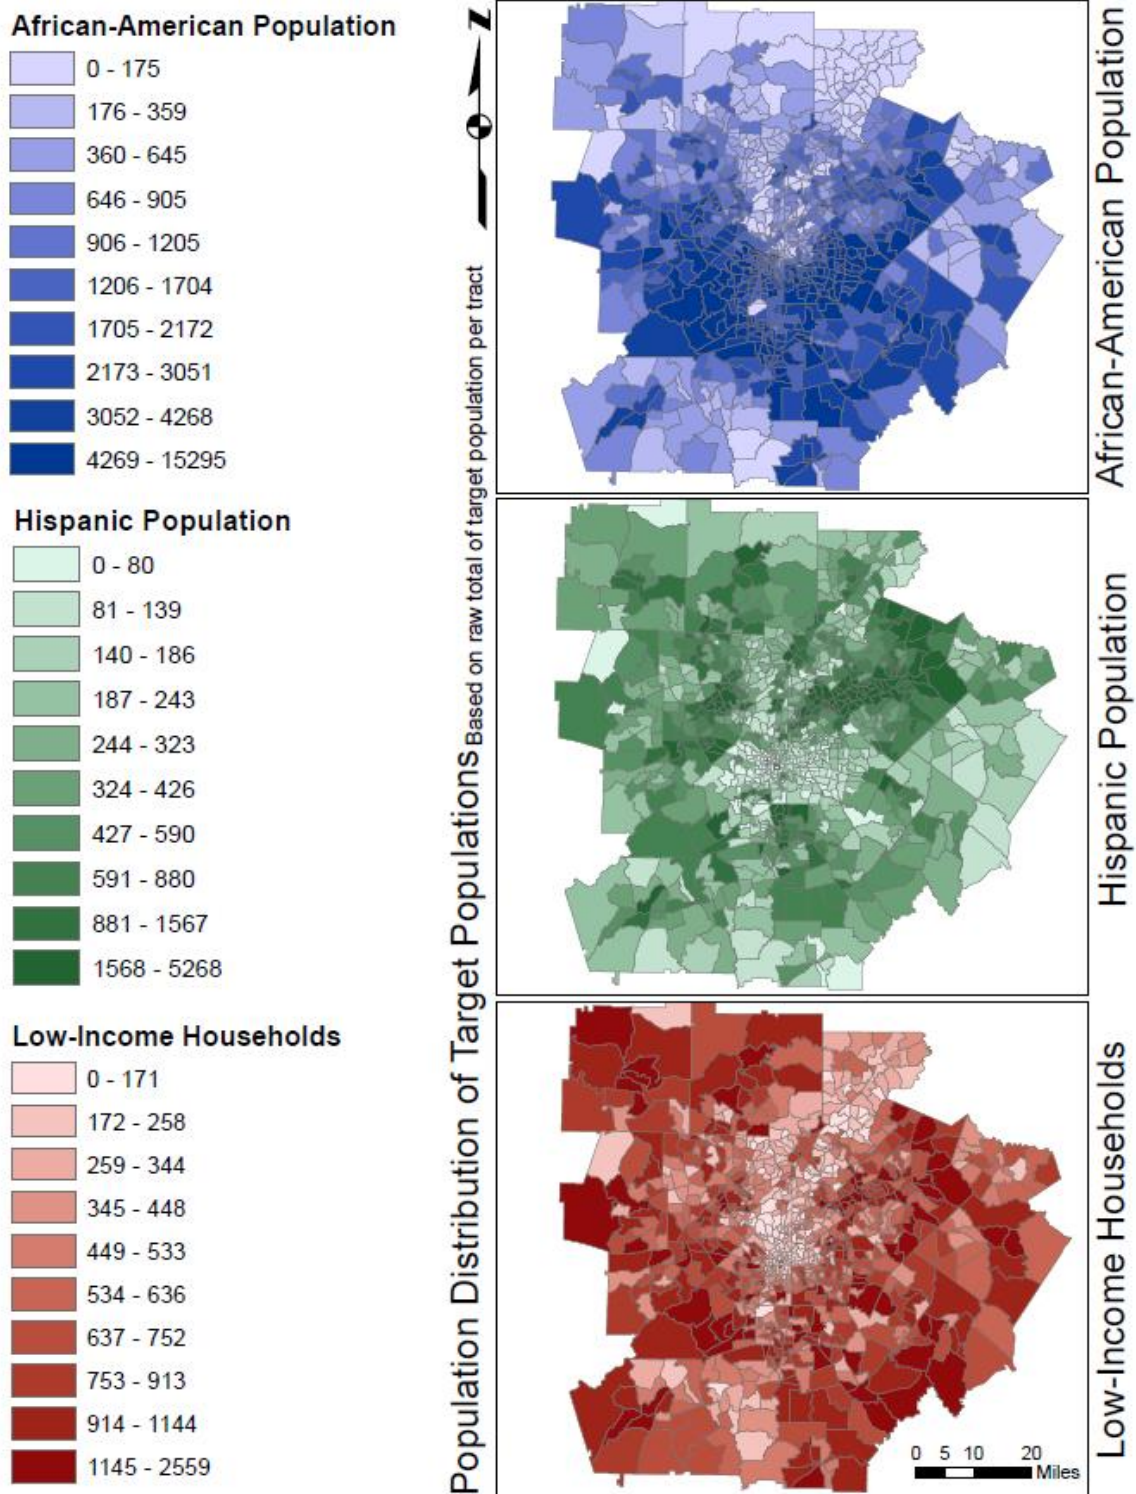 African-American Population
0 - 175
176 - 359
360 - 645
646 - 905
906 - 1205
1206 - 1704
1705 - 2172
2173 - 3051
3052 - 4268
4269 - 15295
Hispanic Population
0 - 80
81 - 139
140 - 186
187 - 243
244 - 323
324 - 426
427 - 590
591 - 880
881 - 1567
1568 - 5268
Low-Income Households
0 - 171
172 - 258
259 - 344
345 - 448
449 - 533
534 - 636
637 - 752
753 - 913
914 - 1144
1145 - 2559
N
Population Distribution of Target Populations Based on raw total of target population per tract
African-American Population
Hispanic Population
Low-Income Households
0 5 10 20
Miles